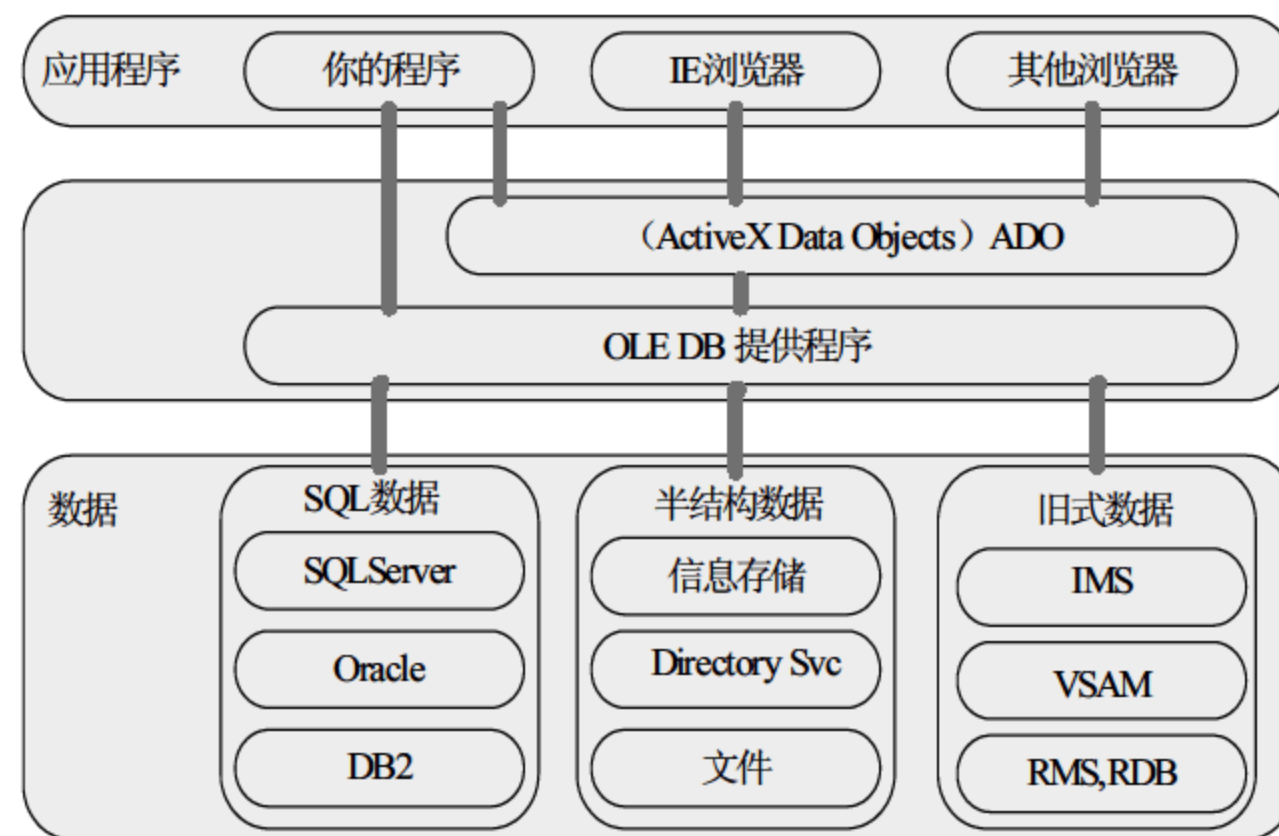 应用程序
你的程序
IE浏览器
其他浏览器
（ActiveX Data Objects）ADO
OLE DB 提供程序
数据
SQL数据
SQLServer
Oracle
DB2
半结构数据
信息存储
Directory Svc
文件
旧式数据
IMS
VSAM
RMS,RDB